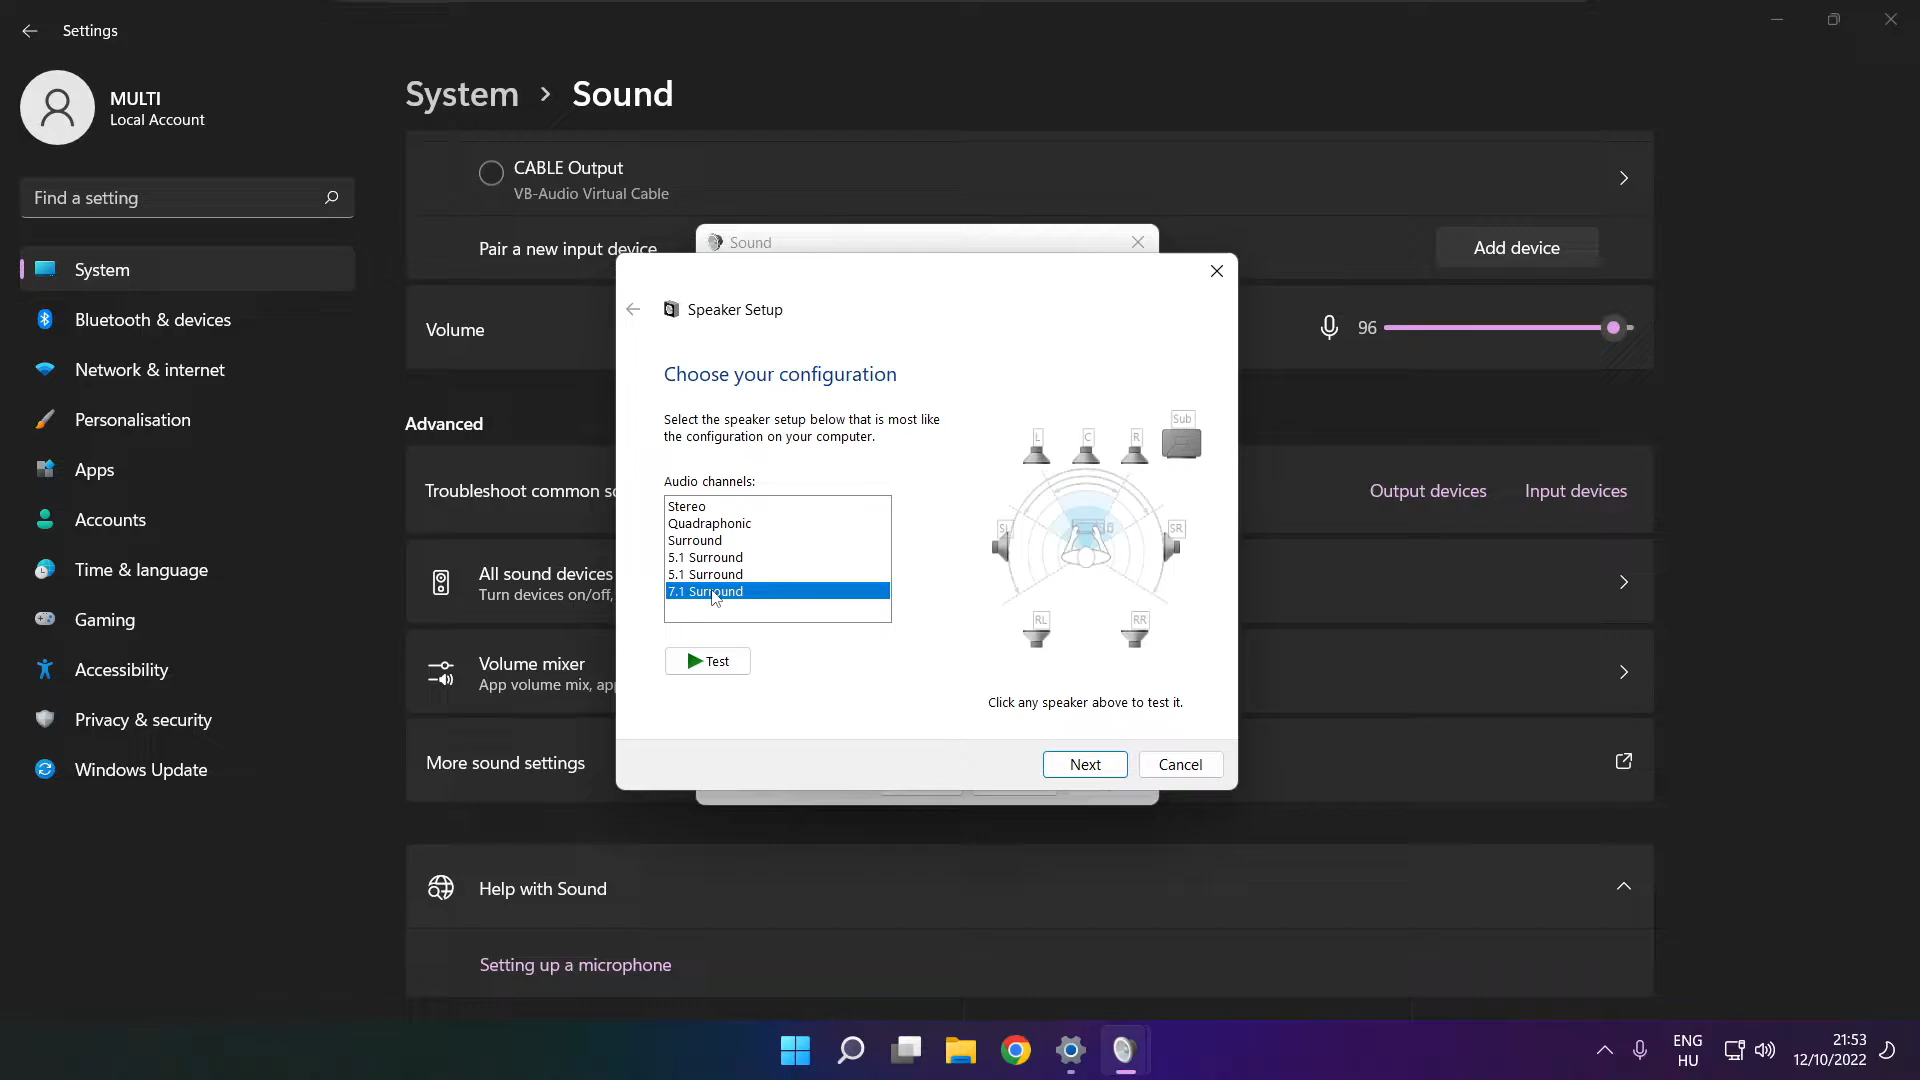 Settings
MULTI
Local Account
Find a setting
System
Bluetooth & devices
Network & internet
Personalisation
Apps
Accounts
Time & language
Gaming
Accessibility
Privacy & security
Windows Update
System > Sound
CABLE Output
VB-Audio Virtual Cable
Pair a new input device
Add device
Volume
96
Advanced
Troubleshoot common
Output devices
Input devices
All sound devices
Turn devices on/off,
Volume mixer
App volume mix,
More sound settings
Help with Sound
Setting up a microphone
Sound
Speaker Setup
Choose your configuration
Select the speaker setup below that is most like
the configuration on your computer.
Audio channels:
Stereo
Quadraphonic
Surround
5.1 Surround
5.1 Surround
7.1 Surround
Test
L
C
R
Sub
SL
SR
RL
RR
Click any speaker above to test it.
Next
Cancel
ENG
HU
21:53
12/10/2022